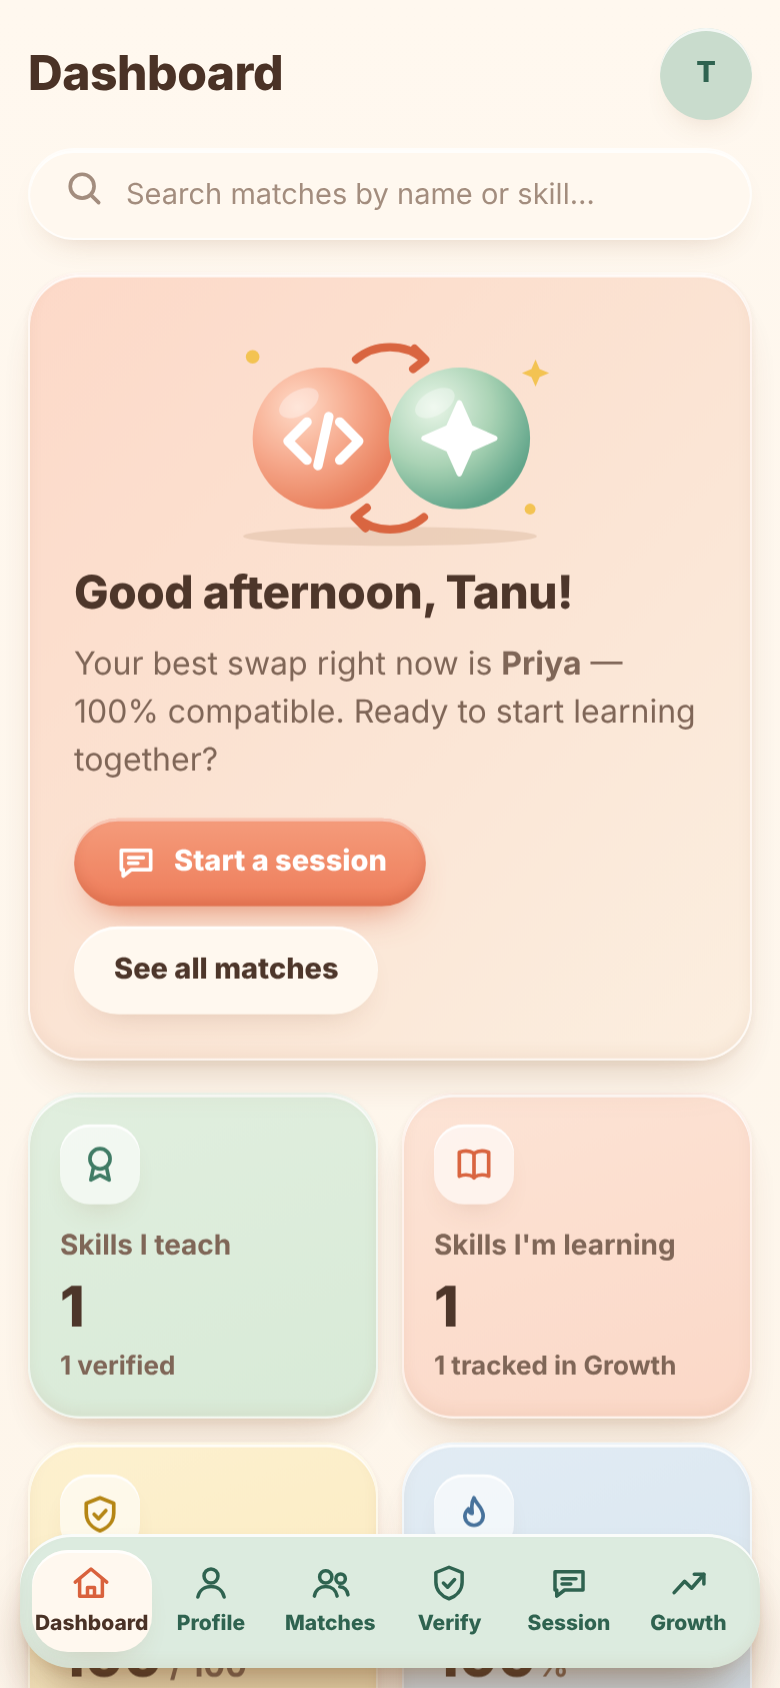 Dashboard
T
Search matches by name or skill...
Good afternoon, Tanu!
Your best swap right now is Priya —
100% compatible. Ready to start learning
together?
Start a session
See all matches
Skills I teach
1
1 verified
Skills I'm learning
1
1 tracked in Growth
Dashboard
Profile
Matches
Verify
Session
Growth